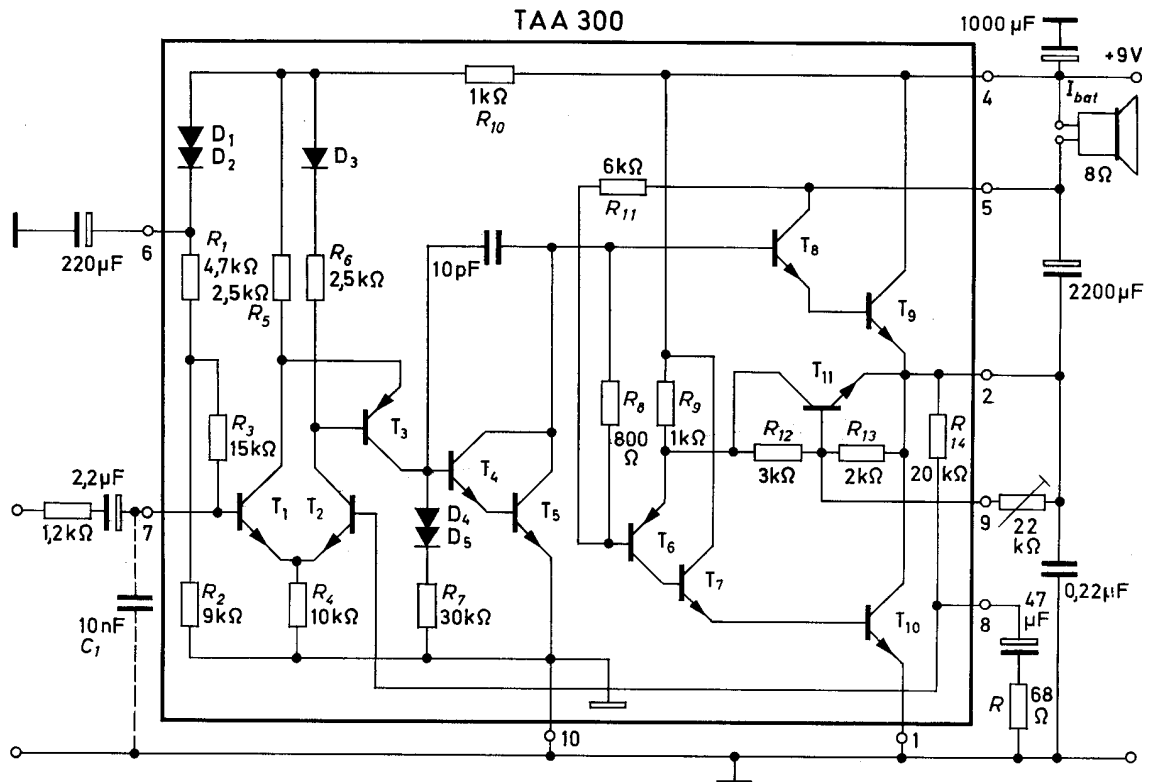 TAA 300
1000 µF
+9V
4
I bat
1kΩ
R10
D1
D2
D3
8Ω
6kΩ
R11
5
6
220µF
R1
4,7kΩ
2,5kΩ
R5
R6
2,5kΩ
10pF
T8
T9
2200µF
T11
2
R3
15kΩ
T3
R8
800
Ω
R9
1kΩ
R12
3kΩ
R13
2kΩ
R
14
20 kΩ
2,2µF
1,2kΩ
7
T1
T2
T4
D4
D5
T5
9
22
kΩ
T6
T7
0,22µF
10nF
C1
R2
9kΩ
R4
10kΩ
R7
30kΩ
T10
8
47
µF
R
68
Ω
10
1